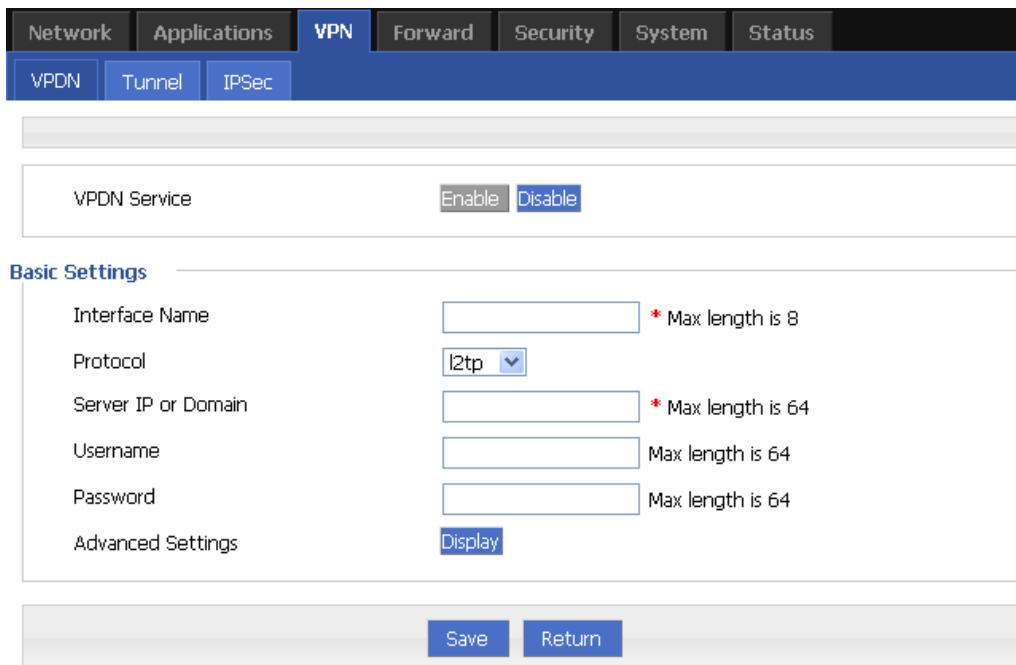 Network Applications VPN Forward Security System Status
VPDN Tunnel IPSec
VPDN Service Enable Disable
Basic Settings
Interface Name * Max length is 8
Protocol l2tp
Server IP or Domain * Max length is 64
Username Max length is 64
Password Max length is 64
Advanced Settings Display
Save Return